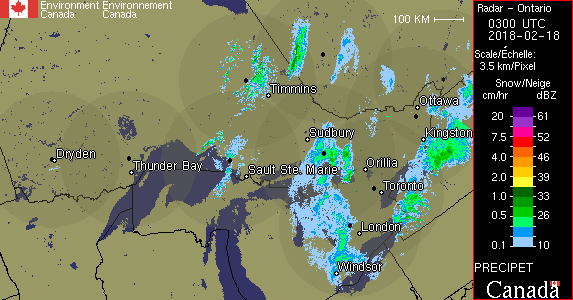 Environment Environnement
Canada Canada
100 KM
Timmins
Ottawa
Kingston
Sudbury
Dryden
Thunder Bay
Sault Ste. Marie
Orillia
Toronto
London
Windsor
Radar - Ontario
0300 UTC
2018-02-18
Scale/Échelle:
3.5 km/Pixel
Snow/Neige
cm/hr dBZ
20 61
7.5 52
4.0 46
2.0 39
1.0 33
0.5 26
0.1 10
PRECIPET
Canada